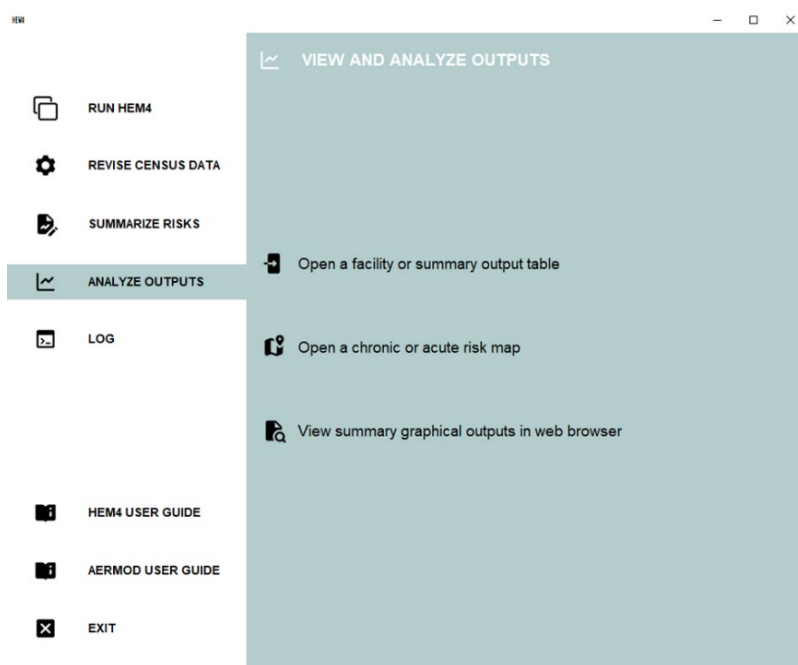 HEM4
VIEW AND ANALYZE OUTPUTS
RUN HEM4
REVISE CENSUS DATA
SUMMARIZE RISKS
ANALYZE OUTPUTS
LOG
HEM4 USER GUIDE
AERMOD USER GUIDE
EXIT
Open a facility or summary output table
Open a chronic or acute risk map
View summary graphical outputs in web browser